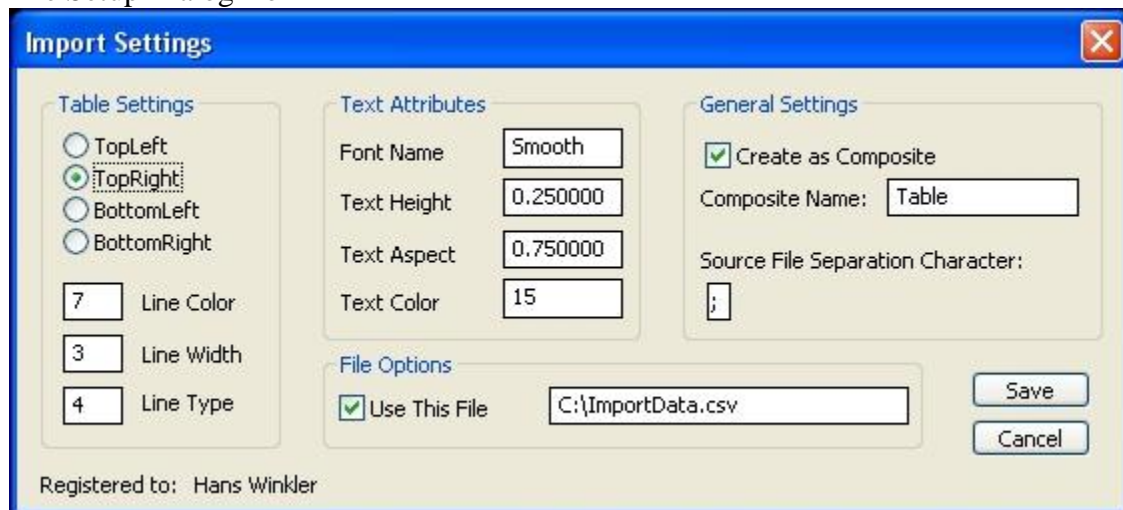 Import Settings
Table Settings
TopLeft
TopRight
BottomLeft
BottomRight
7 Line Color
3 Line Width
4 Line Type
Text Attributes
Font Name Smooth
Text Height 0.250000
Text Aspect 0.750000
Text Color 15
General Settings
Create as Composite
Composite Name: Table
Source File Separation Character:
;
File Options
Use This File C:\ImportData.csv
Save
Cancel
Registered to: Hans Winkler